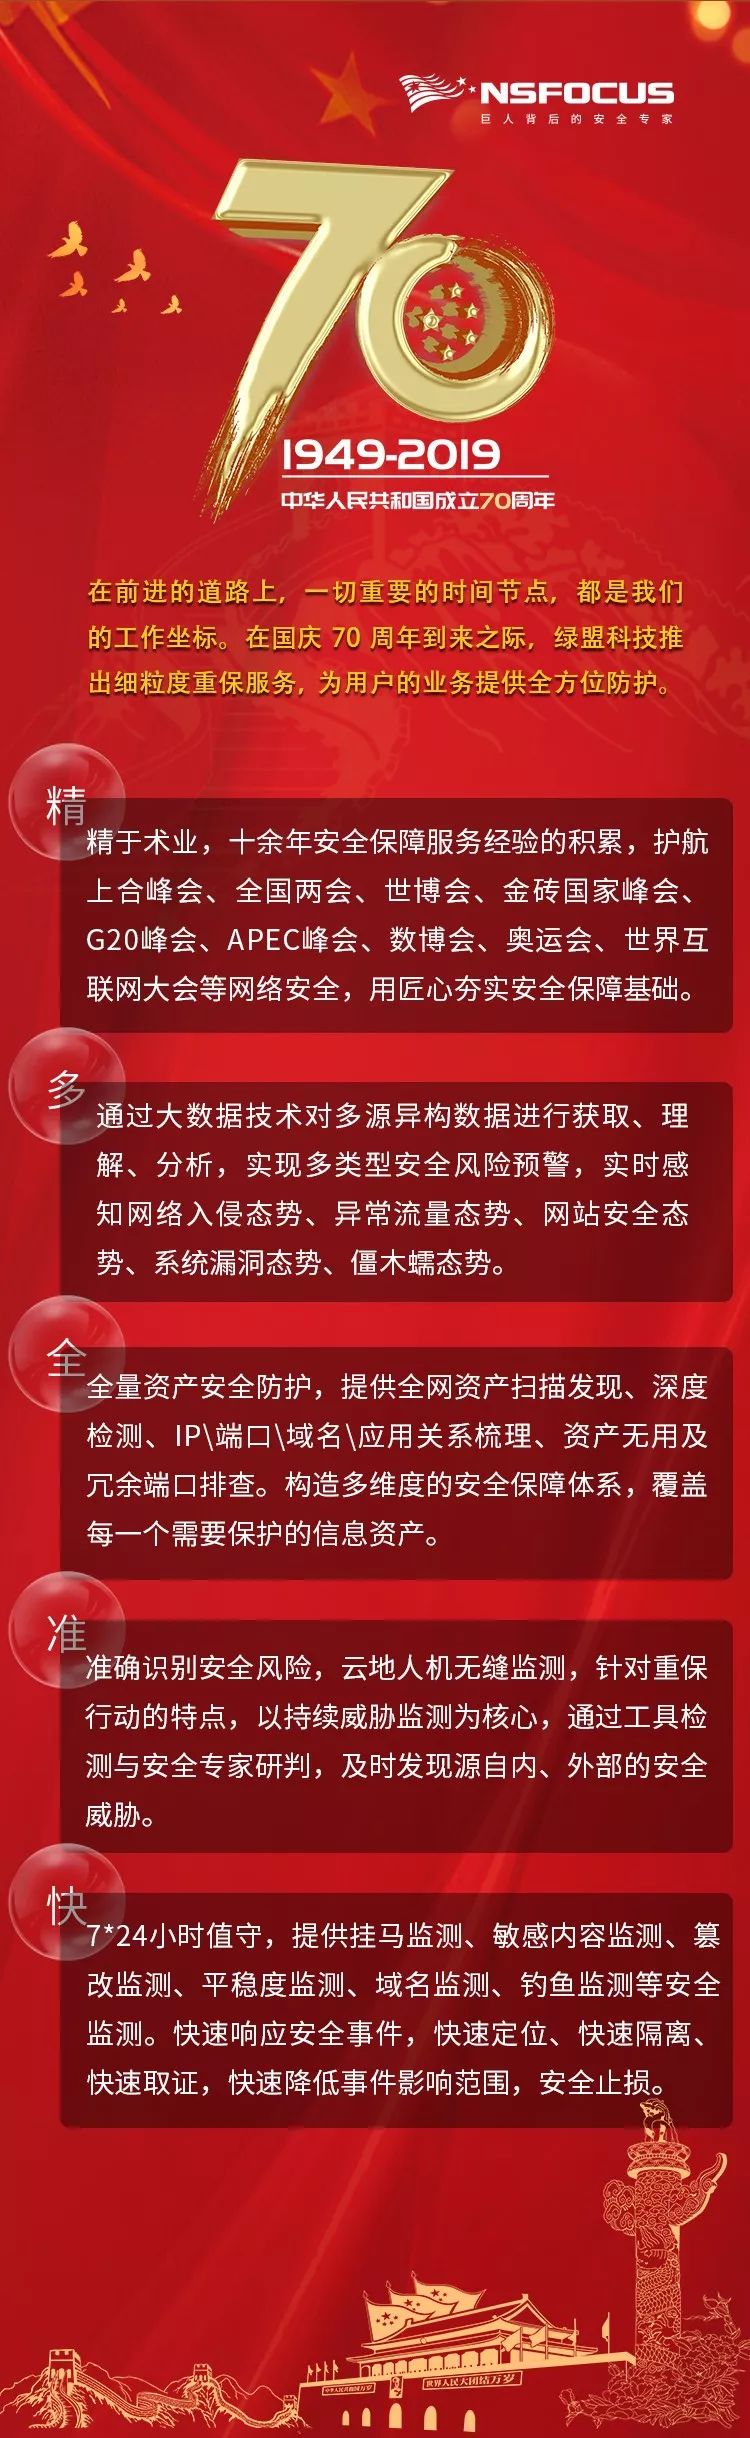 NSFOCUS
巨人背后的安全专家
70
1949-2019
中华人民共和国成立70周年
在前进的道路上，一切重要的时间节点，都是我们
的工作坐标。在国庆 70 周年到来之际，绿盟科技推
出细粒度重保服务，为用户的业务提供全方位防护。
精
精于术业，十余年安全保障服务经验的积累，护航
上合峰会、全国两会、世博会、金砖国家峰会、
G20峰会、APEC峰会、数博会、奥运会、世界互
联网大会等网络安全，用匠心夯实安全保障基础。
多
通过大数据技术对多源异构数据进行获取、理
解、分析，实现多类型安全风险预警，实时感
知网络入侵态势、异常流量态势、网站安全态
势、系统漏洞态势、僵木蠕态势。
全
全量资产安全防护，提供全网资产扫描发现、深度
检测、IP\端口\域名\应用关系梳理、资产无用及
冗余端口排查。构造多维度的安全保障体系，覆盖
每一个需要保护的信息资产。
准
准确识别安全风险，云地人机无缝监测，针对重保
行动的特点，以持续威胁监测为核心，通过工具检
测与安全专家研判，及时发现源自内、外部的安全
威胁。
快
7*24小时值守，提供挂马监测、敏感内容监测、篡
改监测、平稳度监测、域名监测、钓鱼监测等安全
监测。快速响应安全事件，快速定位、快速隔离、
快速取证，快速降低事件影响范围，安全止损。
中华人民共和国万岁
世界人民大团结万岁